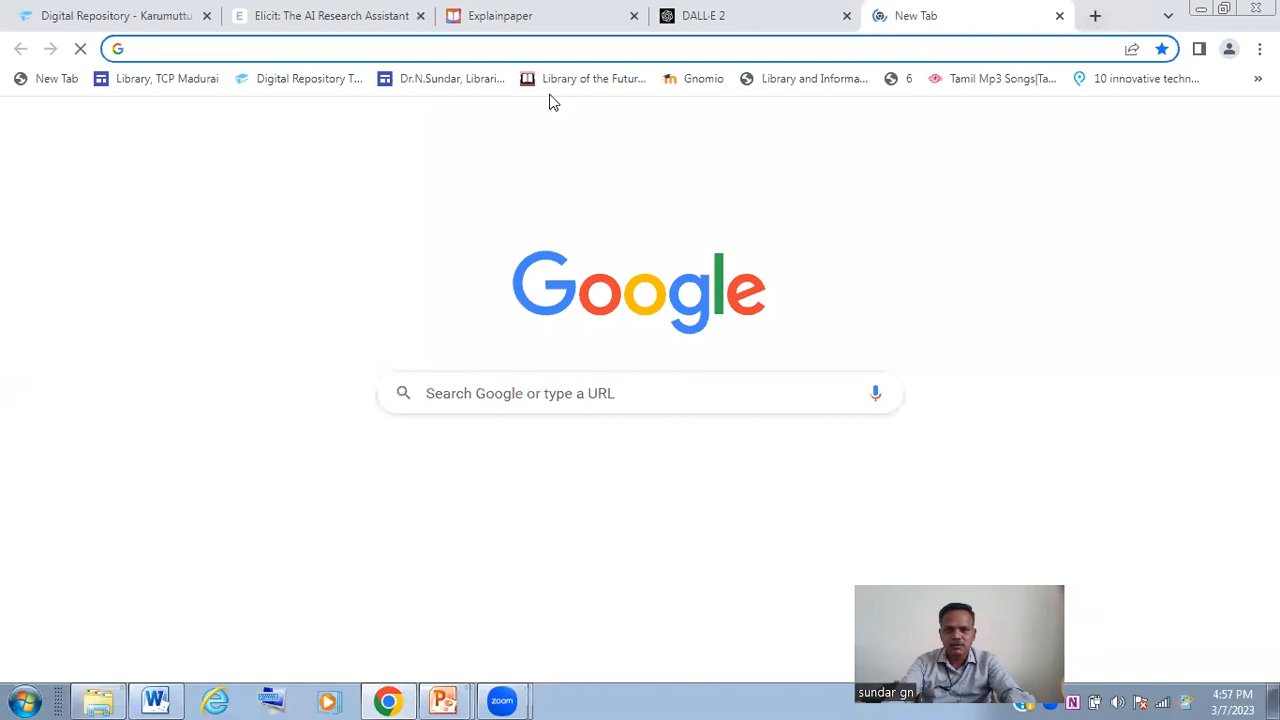 Digital Repository - Karumuttu
Elicit: The AI Research Assistant
Explainpaper
DALL·E 2
New Tab
New Tab
Library, TCP Madurai
Digital Repository T...
Dr.N.Sundar, Librari...
Library of the Futur...
Gnomio
Library and Informa...
6
Tamil Mp3 Songs|Ta...
10 innovative techn...
»
Google
Search Google or type a URL
sundar gn
zoom
4:57 PM
3/7/2023